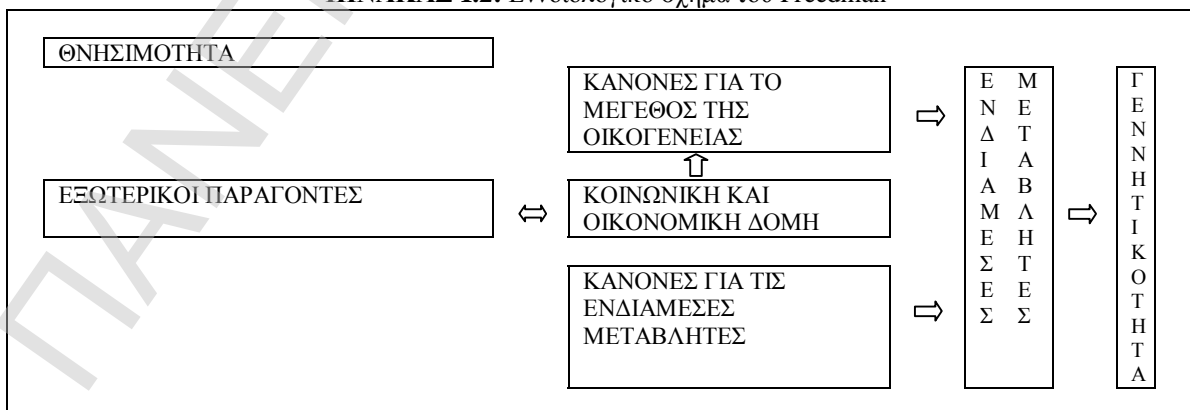 ΘΝΗΣΙΜΟΤΗΤΑ
ΚΑΝΟΝΕΣ ΓΙΑ ΤΟ
ΜΕΓΕΘΟΣ ΤΗΣ
ΟΙΚΟΓΕΝΕΙΑΣ
ΕΞΩΤΕΡΙΚΟΙ ΠΑΡΑΓΟΝΤΕΣ
ΚΟΙΝΩΝΙΚΗ ΚΑΙ
ΟΙΚΟΝΟΜΙΚΗ ΔΟΜΗ
ΚΑΝΟΝΕΣ ΓΙΑ ΤΙΣ
ΕΝΔΙΑΜΕΣΕΣ
ΜΕΤΑΒΛΗΤΕΣ
ΕΝΔΙΑΜΕΣΕΣ
ΜΕΤΑΒΛΗΤΕΣ
ΓΕΝΝΗΤΙΚΟΤΗΤΑ